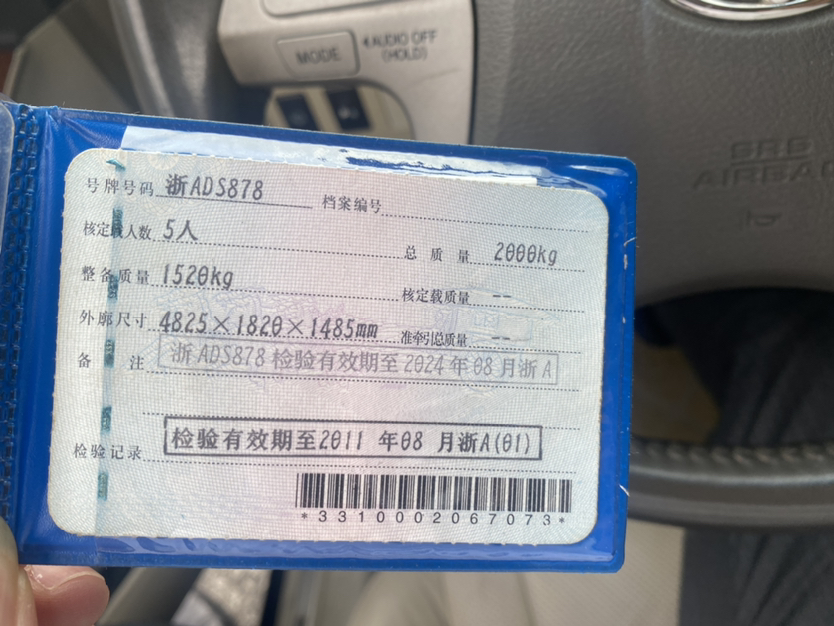 MODE
AUDIO OFF
(HOLD)
SRS
AIRBAG
号牌号码 浙ADS878 档案编号
核定载人数 5人
总质量 2000kg
整备质量 1520kg
核定载质量 --
外廓尺寸 4825×1820×1485mm
准牵引总质量 --
备注 浙ADS878检验有效期至2024年08月浙A
检验记录 检验有效期至2011年08月浙A(01)
*3310002067073*